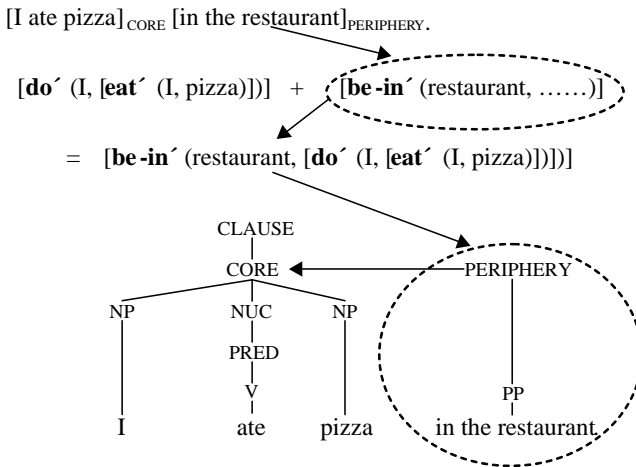 [I ate pizza]CORE [in the restaurant]PERIPHERY.
[do´ (I, [eat´ (I, pizza)])] + [be-in´ (restaurant, ……)]
= [be-in´ (restaurant, [do´ (I, [eat´ (I, pizza)])])]
CLAUSE
CORE PERIPHERY
NP NUC NP
PRED
V PP
I ate pizza in the restaurant